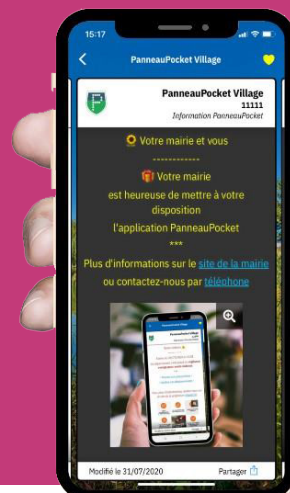 15:17
PanneauPocket Village
PanneauPocket Village
11111
Information PanneauPocket
Votre mairie et vous
------------
Votre mairie
est heureuse de mettre à votre
disposition
l'application PanneauPocket
***
Plus d'informations sur le site de la mairie
ou contactez-nous par téléphone
Modifié le 31/07/2020
Partager